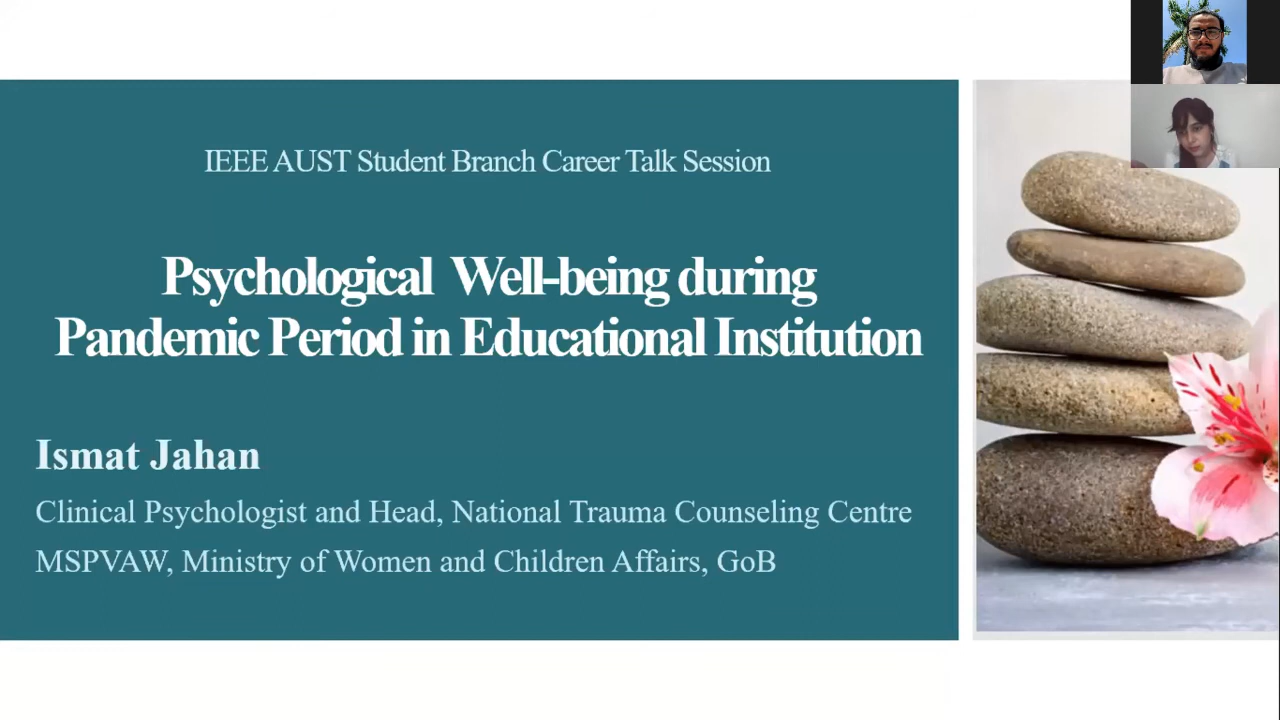 IEEE AUST Student Branch Career Talk Session
Psychological Well-being during
Pandemic Period in Educational Institution
Ismat Jahan
Clinical Psychologist and Head, National Trauma Counseling Centre
MSPVAW, Ministry of Women and Children Affairs, GoB